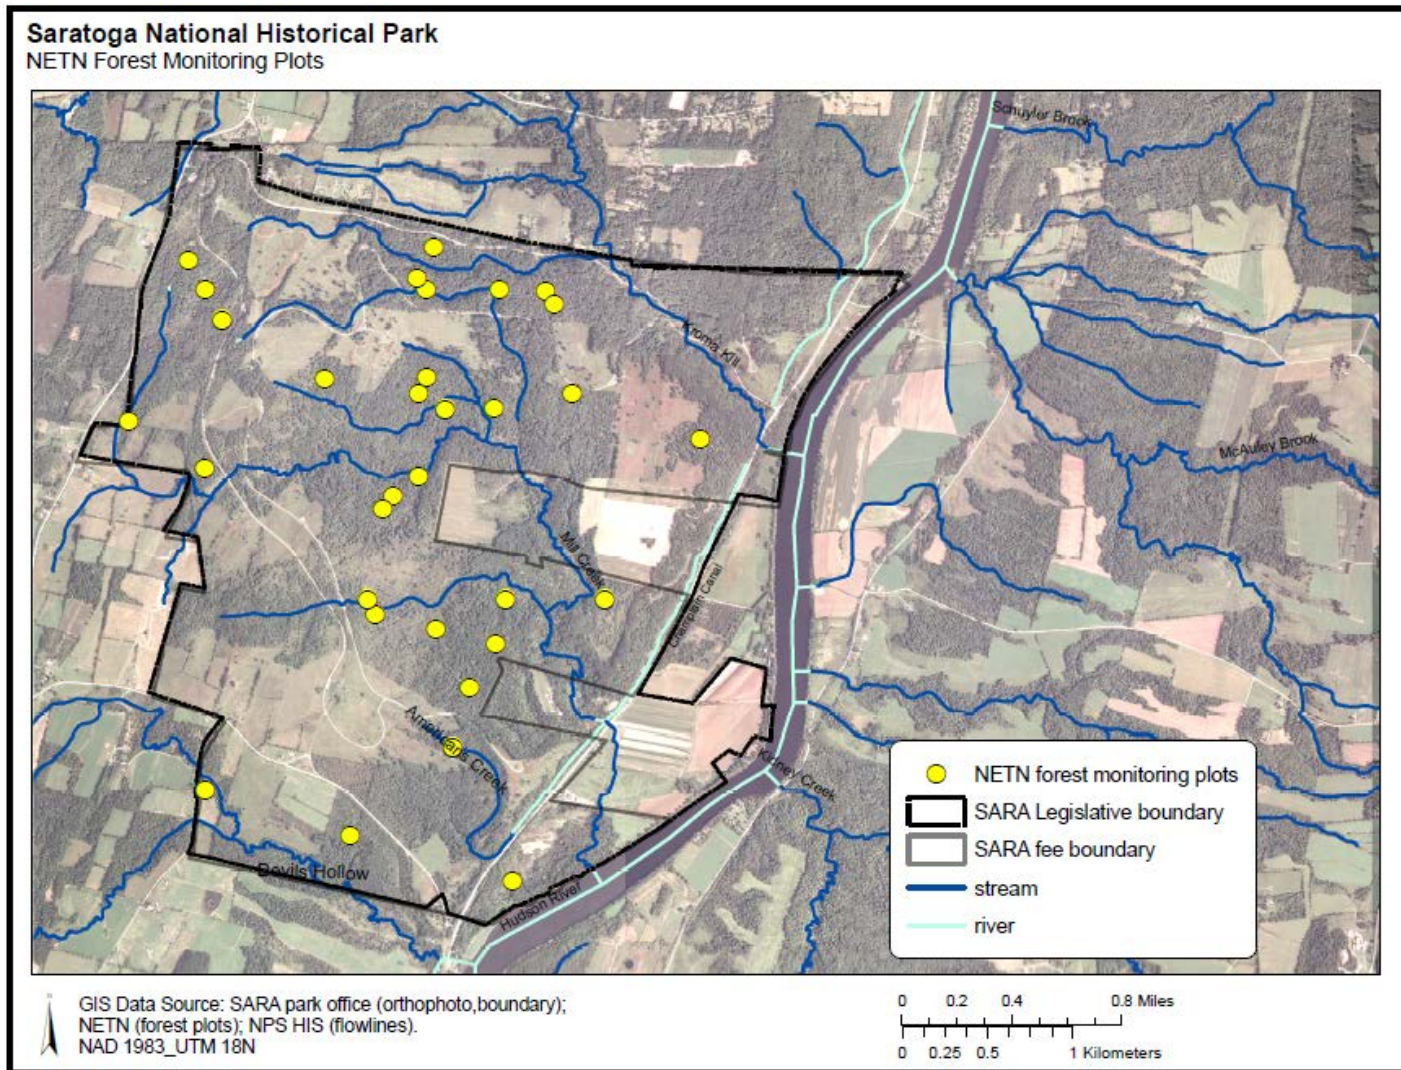 Saratoga National Historical Park
NETN Forest Monitoring Plots
Schuyler Brook
Kroma Kill
McAuley Brook
Mill Creek
Champlain Canal
Americans Creek
Kidney Creek
Devils Hollow
Hudson River
NETN forest monitoring plots
SARA Legislative boundary
SARA fee boundary
stream
river
N
GIS Data Source: SARA park office (orthophoto,boundary);
NETN (forest plots); NPS HIS (flowlines).
NAD 1983_UTM 18N
0 0.2 0.4 0.8 Miles
0 0.25 0.5 1 Kilometers